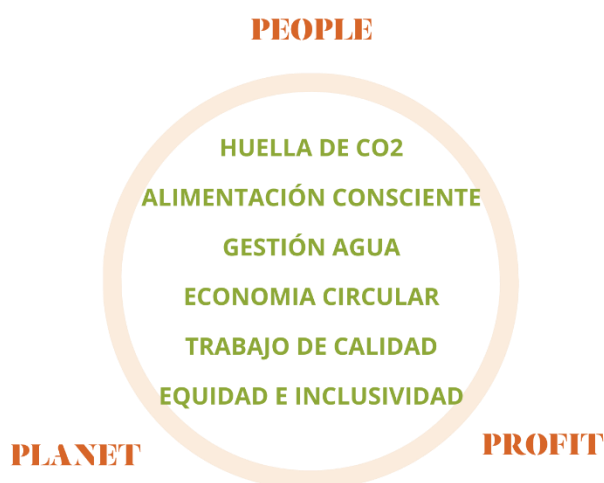 PEOPLE
HUELLA DE CO2
ALIMENTACIÓN CONSCIENTE
GESTIÓN AGUA
ECONOMIA CIRCULAR
TRABAJO DE CALIDAD
EQUIDAD E INCLUSIVIDAD
PLANET
PROFIT